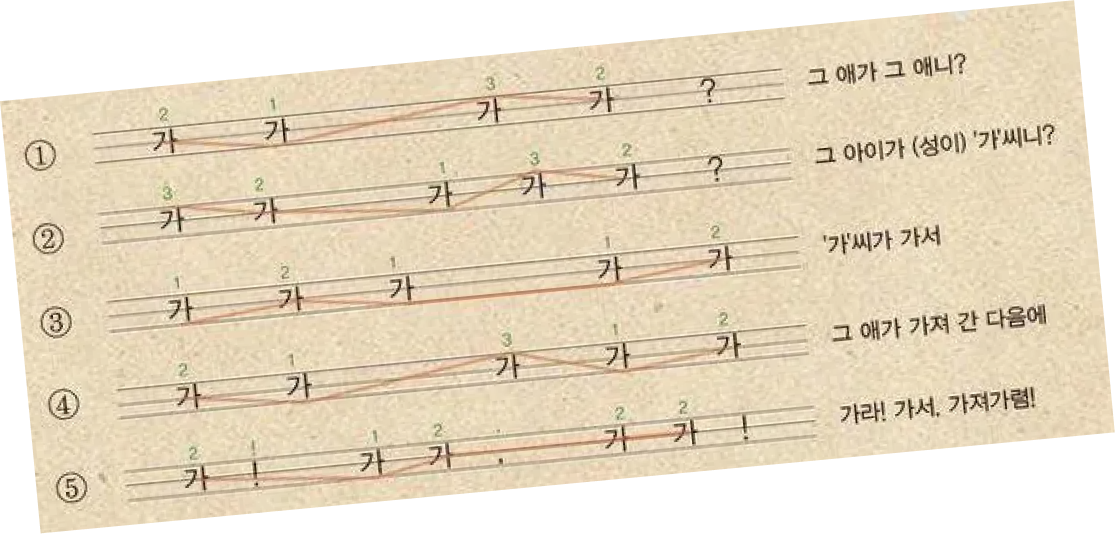 2 1 3 2
① 가 가 가 가 ? 그 애가 그 애니?
3 2 1 3 2
② 가 가 가 가 가 ? 그 아이가 (성이) '가'씨니?
1 2 1 1 2
③ 가 가 가 가 가 '가'씨가 가서
2 1 3 1 2
④ 가 가 가 가 가 그 애가 가져 간 다음에
2 1 1 2 2 2
⑤ 가 ! 가 가 . 가 가 ! 가라! 가서, 가져가렴!